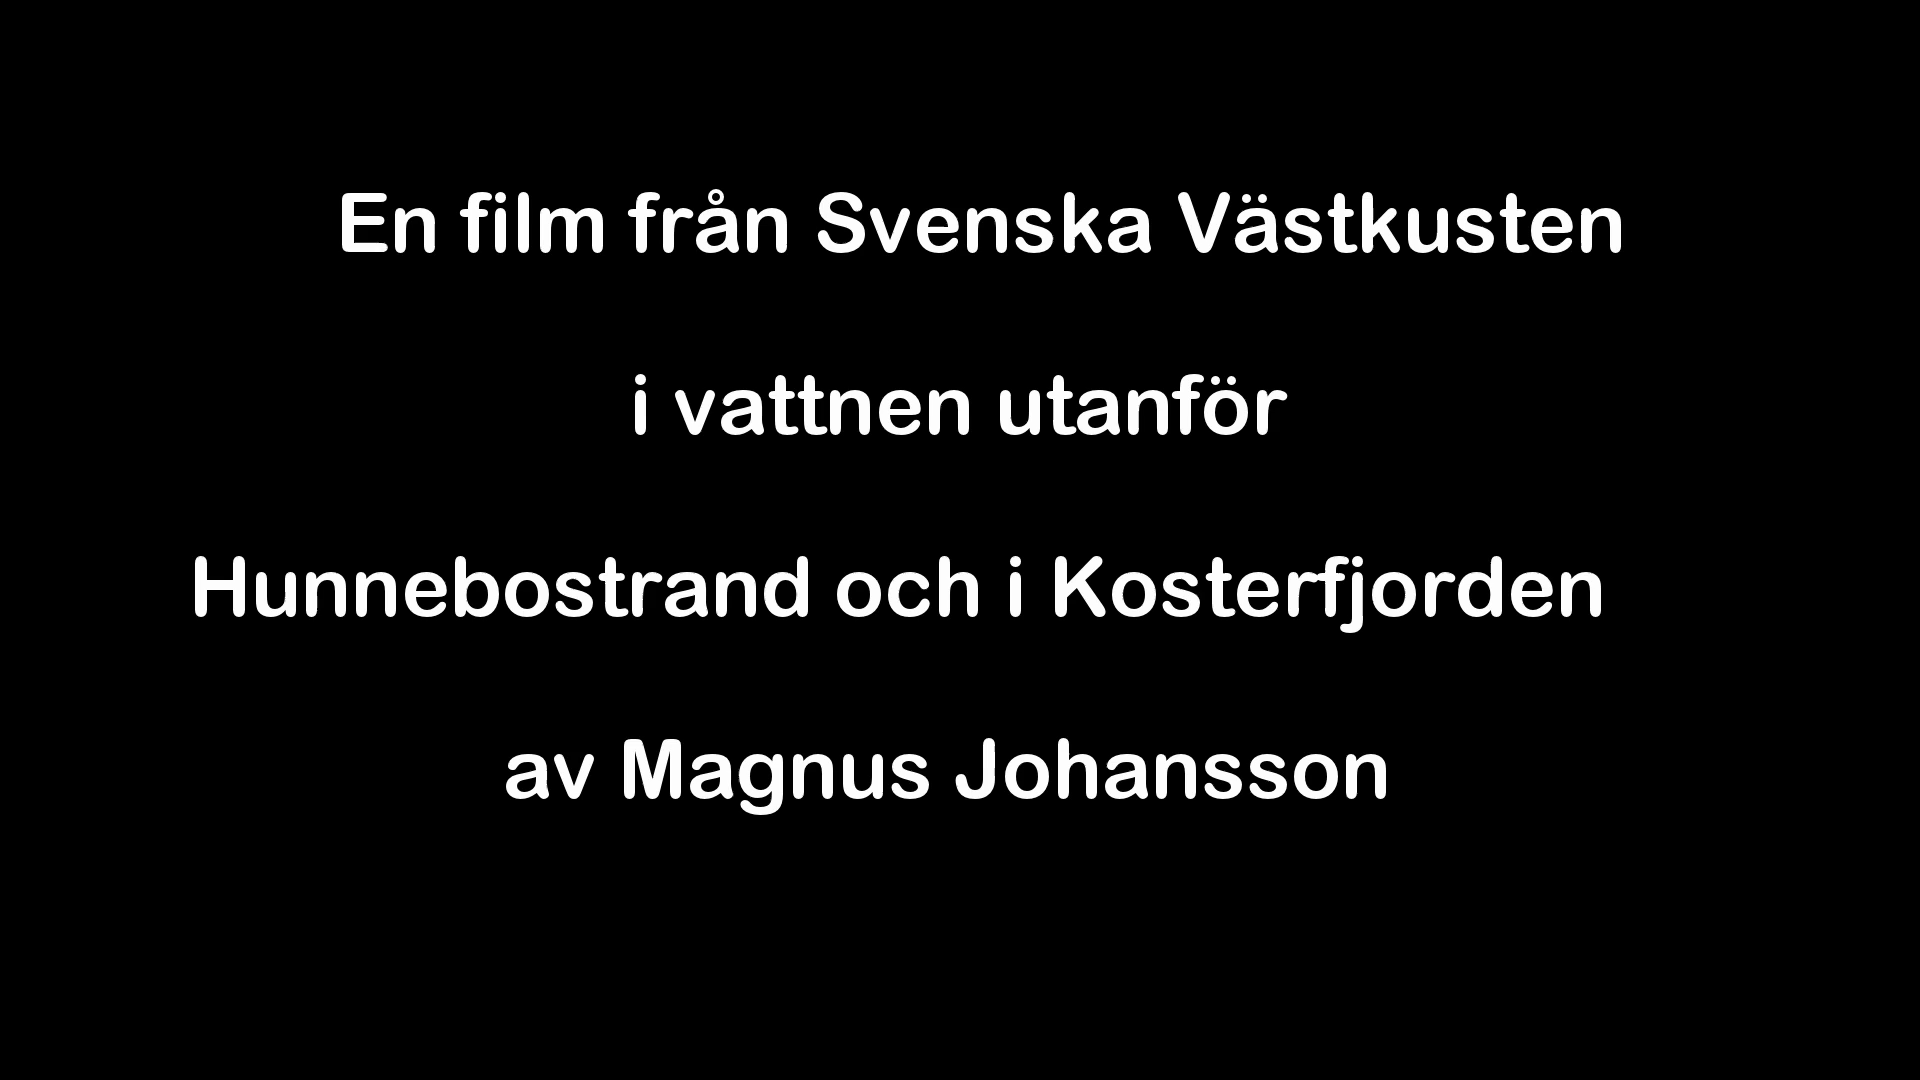 En film från Svenska Västkusten
i vattnen utanför
Hunnebostrand och i Kosterfjorden
av Magnus Johansson